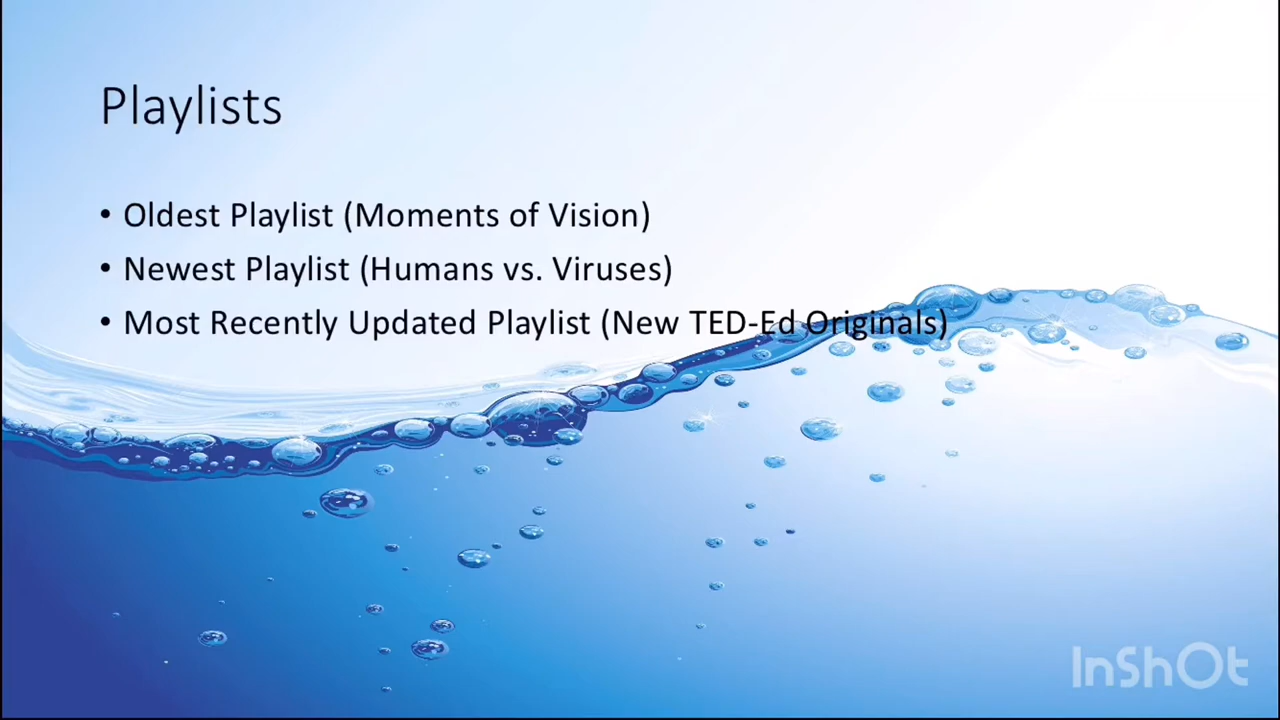 Playlists
• Oldest Playlist (Moments of Vision)
• Newest Playlist (Humans vs. Viruses)
• Most Recently Updated Playlist (New TED-Ed Originals)
InShOt